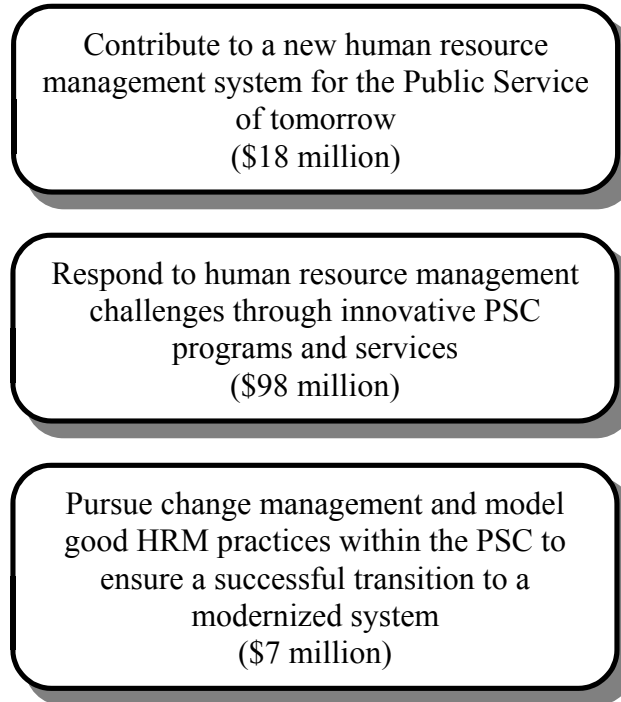 Contribute to a new human resource
management system for the Public Service
of tomorrow
($18 million)
Respond to human resource management
challenges through innovative PSC
programs and services
($98 million)
Pursue change management and model
good HRM practices within the PSC to
ensure a successful transition to a
modernized system
($7 million)